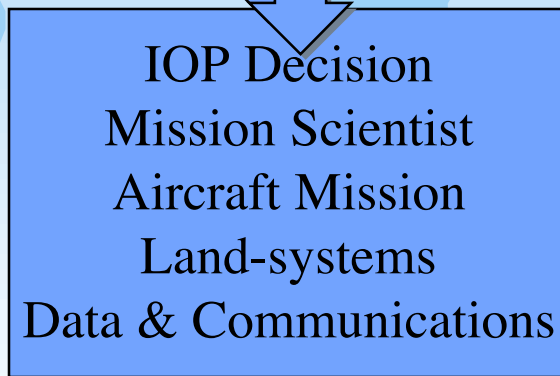 IOP Decision
Mission Scientist
Aircraft Mission
Land-systems
Data & Communications